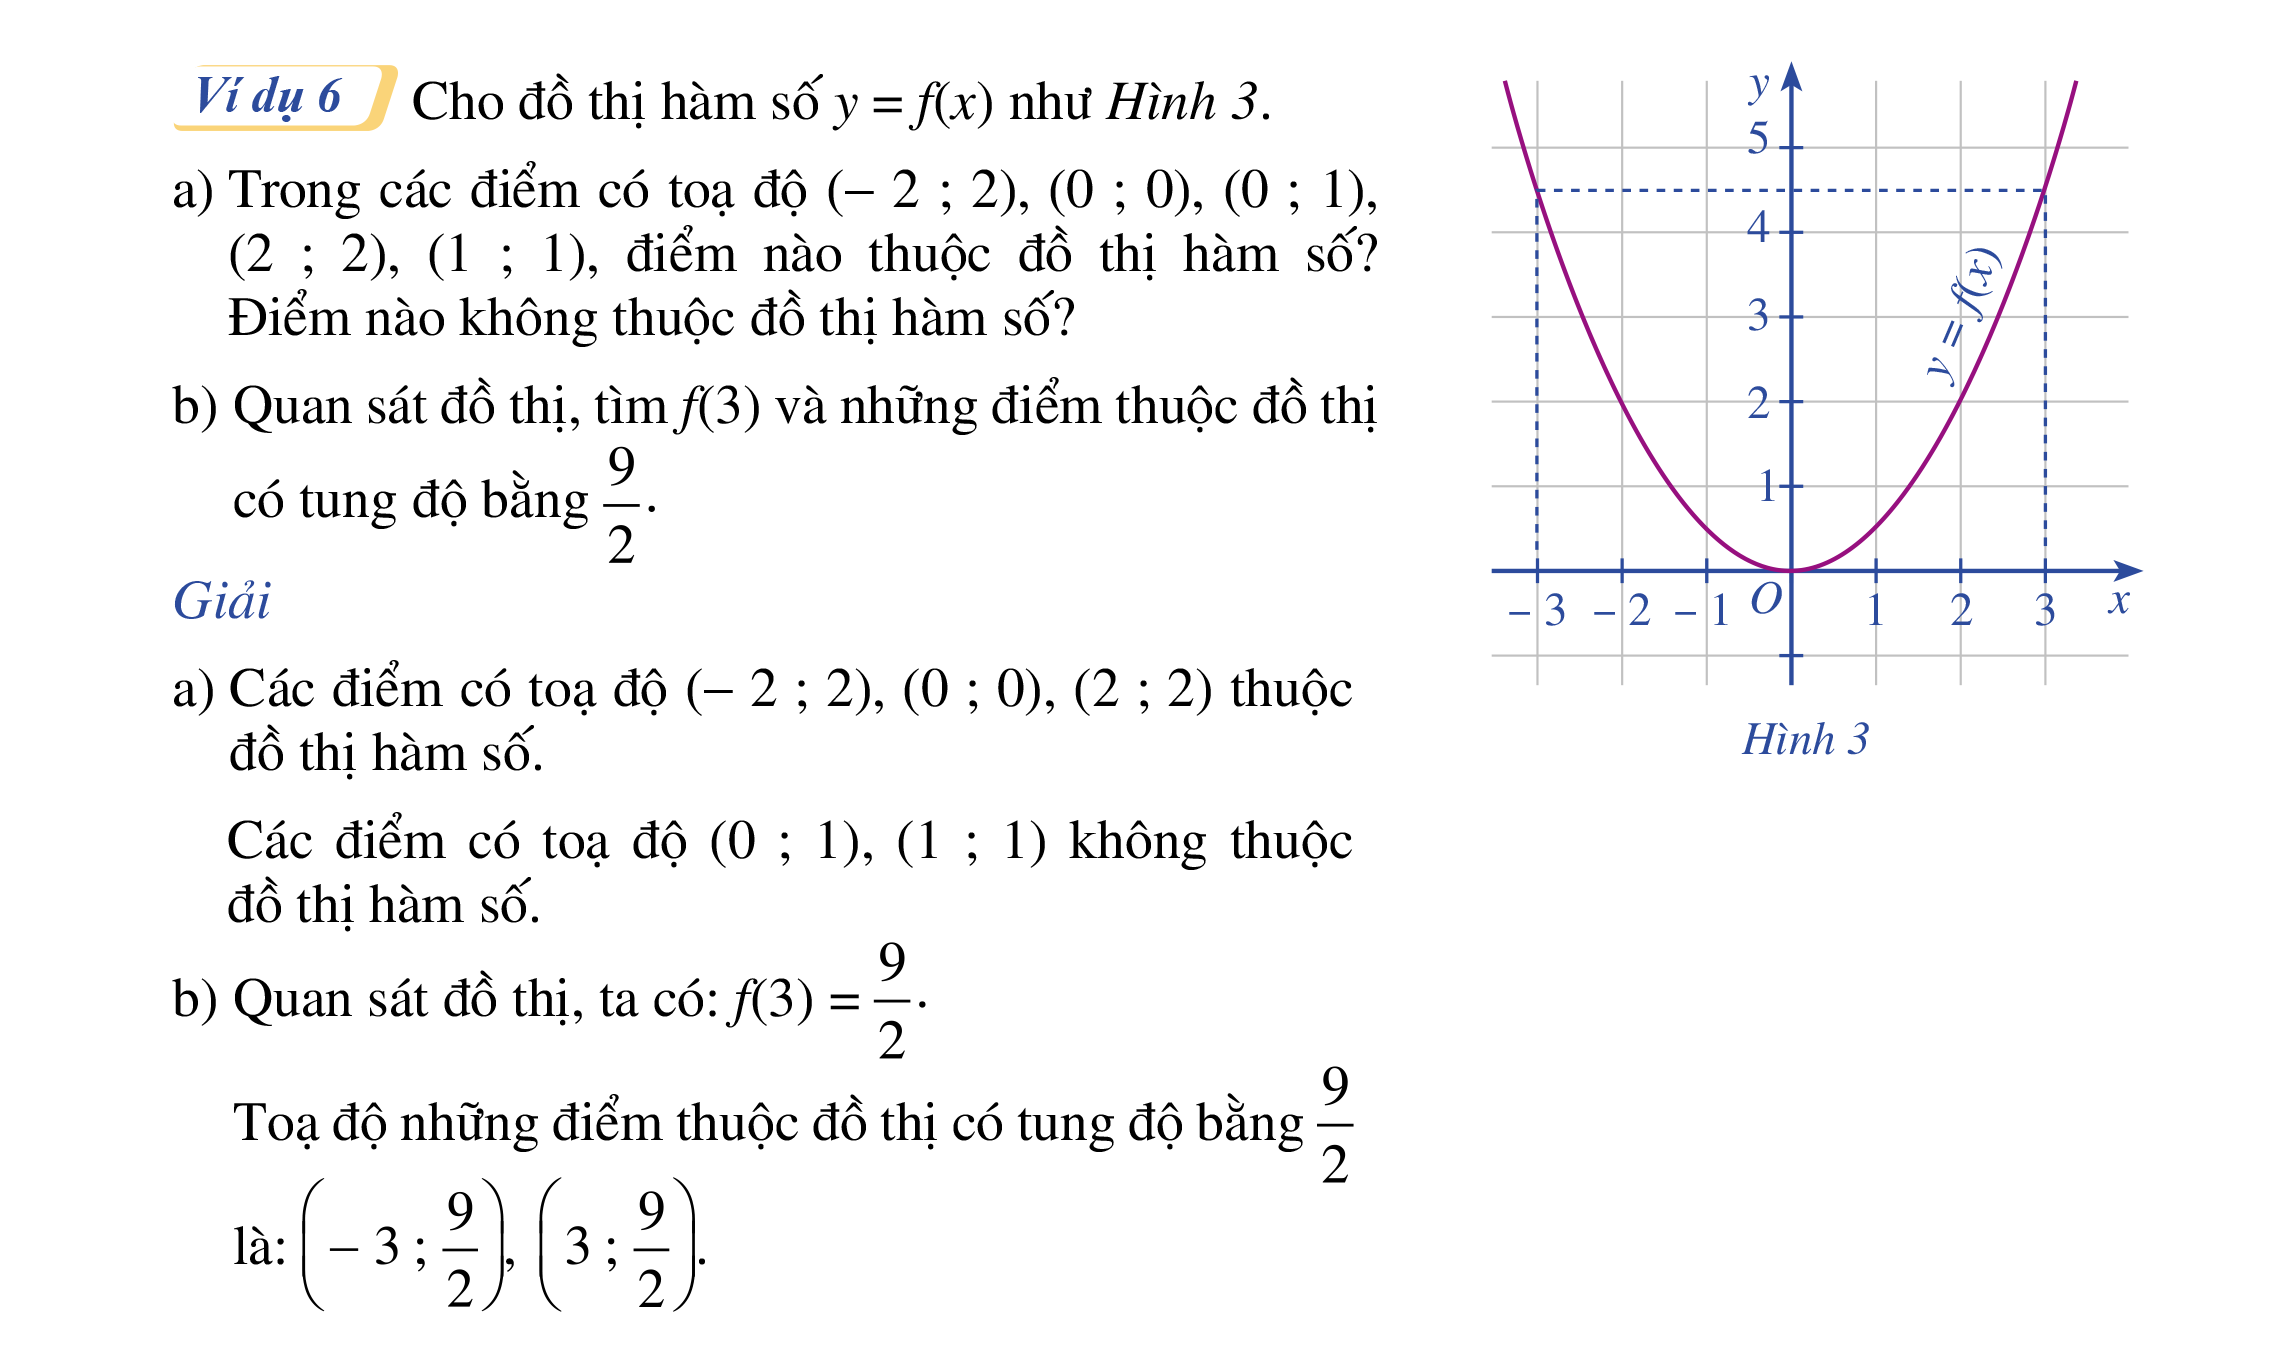 Ví dụ 6 Cho đồ thị hàm số y = f(x) như Hình 3.
a) Trong các điểm có toạ độ (– 2 ; 2), (0 ; 0), (0 ; 1),
(2 ; 2), (1 ; 1), điểm nào thuộc đồ thị hàm số?
Điểm nào không thuộc đồ thị hàm số?
b) Quan sát đồ thị, tìm f(3) và những điểm thuộc đồ thị
có tung độ bằng 9/2.
Giải
a) Các điểm có toạ độ (– 2 ; 2), (0 ; 0), (2 ; 2) thuộc
đồ thị hàm số.
Các điểm có toạ độ (0 ; 1), (1 ; 1) không thuộc
đồ thị hàm số.
b) Quan sát đồ thị, ta có: f(3) = 9/2.
Toạ độ những điểm thuộc đồ thị có tung độ bằng 9/2
là: (– 3 ; 9/2), (3 ; 9/2).
y
5
4
3
2
1
y = f(x)
– 3 – 2 – 1 O 1 2 3 x
Hình 3